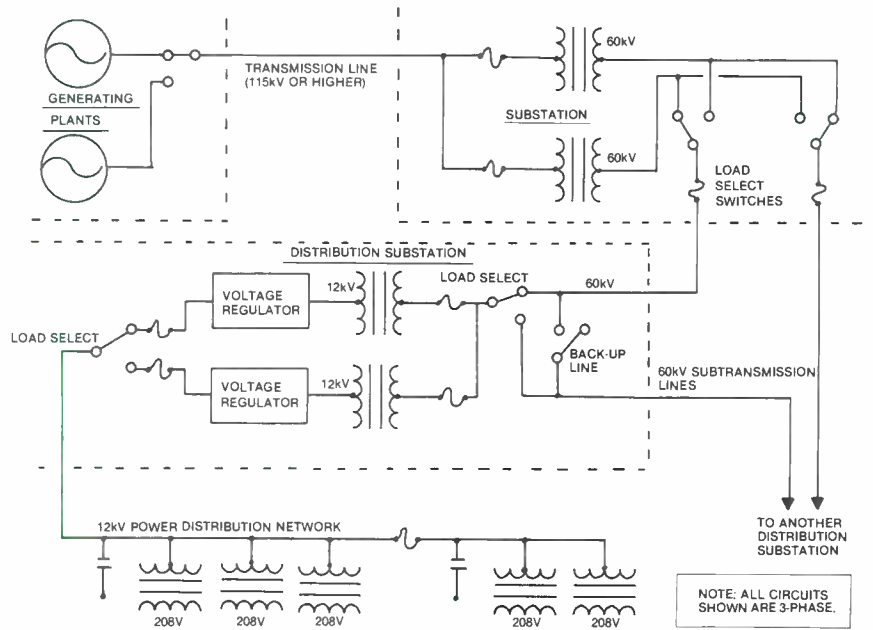 GENERATING
PLANTS
TRANSMISSION LINE
(115kV OR HIGHER)
60kV
SUBSTATION
60kV
LOAD
SELECT
SWITCHES
DISTRIBUTION SUBSTATION
LOAD SELECT
VOLTAGE
REGULATOR
12kV
LOAD SELECT
60kV
VOLTAGE
REGULATOR
12kV
BACK-UP
LINE
60kV SUBTRANSMISSION
LINES
12kV POWER DISTRIBUTION NETWORK
208V
208V
208V
208V
208V
TO ANOTHER
DISTRIBUTION
SUBSTATION
NOTE: ALL CIRCUITS
SHOWN ARE 3-PHASE.